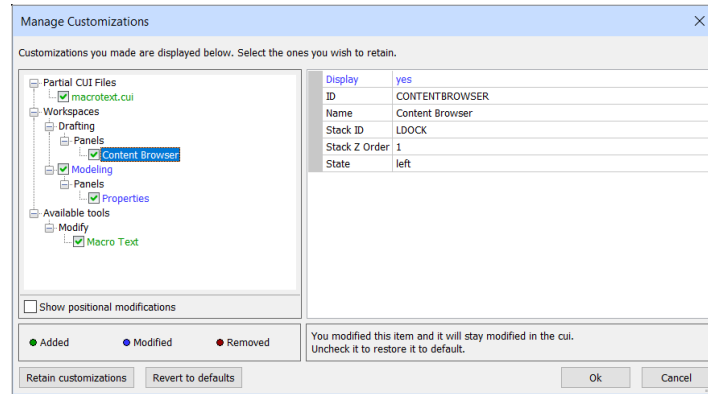 Manage Customizations
Customizations you made are displayed below. Select the ones you wish to retain.
Partial CUI Files
macrotext.cui
Workspaces
Drafting
Panels
Content Browser
Modeling
Panels
Properties
Available tools
Modify
Macro Text
Show positional modifications
Display yes
ID CONTENTBROWSER
Name Content Browser
Stack ID LDOCK
Stack Z Order 1
State left
Added Modified Removed
You modified this item and it will stay modified in the cui.
Uncheck it to restore it to default.
Retain customizations Revert to defaults Ok Cancel